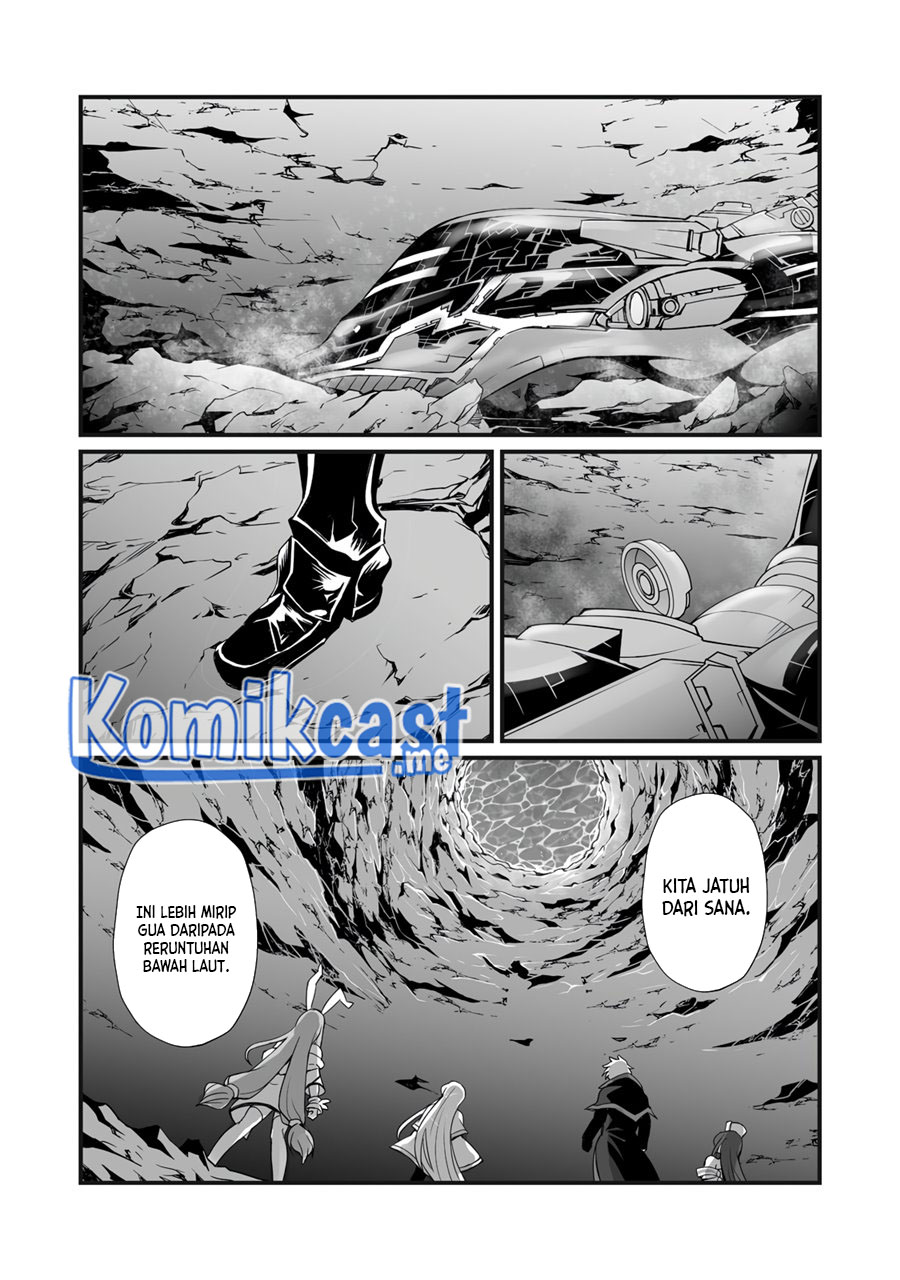 Komikcast
.me
KITA JATUH
DARI SANA.
INI LEBIH MIRIP
GUA DARIPADA
RERUNTUHAN
BAWAH LAUT.